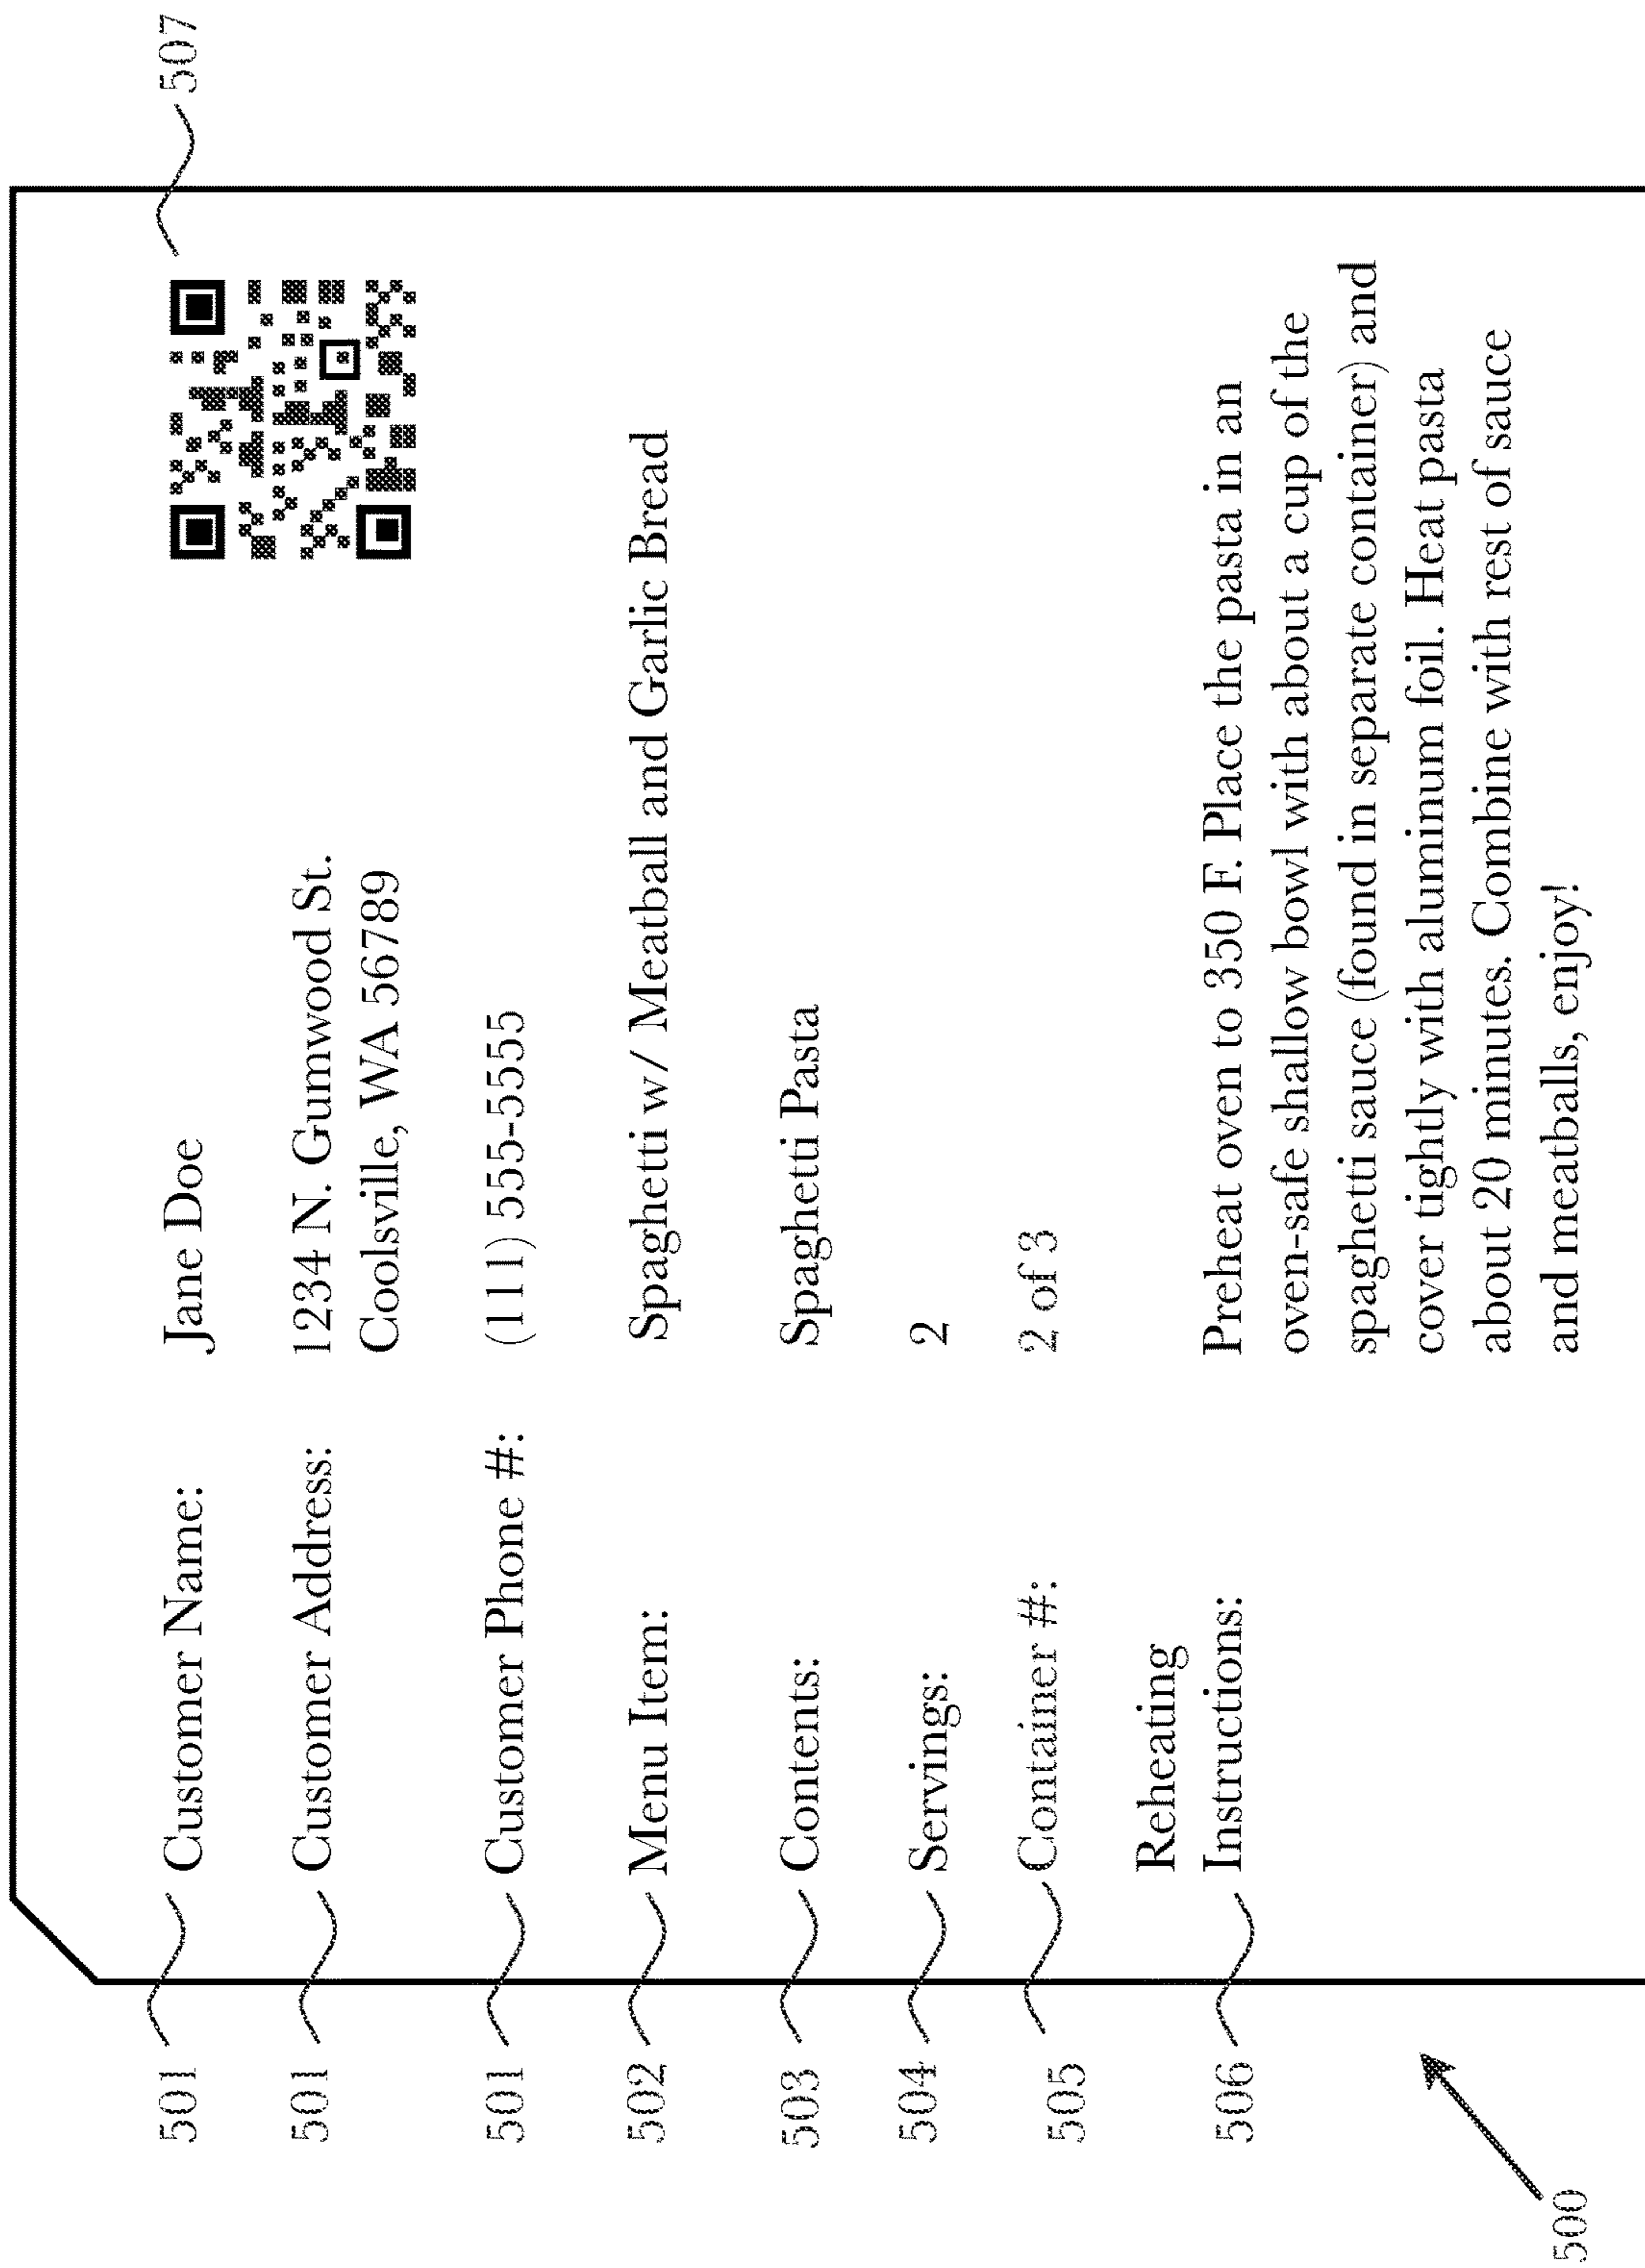 507
501 Customer Name: Jane Doe
501 Customer Address: 1234 N. Gumwood St.
Coolsville, WA 56789
501 Customer Phone #: (111) 555-5555
502 Menu Item: Spaghetti w/ Meatball and Garlic Bread
503 Contents: Spaghetti Pasta
504 Servings: 2
505 Container #: 2 of 3
Reheating
506 Instructions: Preheat oven to 350 F. Place the pasta in an
oven-safe shallow bowl with about a cup of the
spaghetti sauce (found in separate container) and
cover tightly with aluminum foil. Heat pasta
about 20 minutes. Combine with rest of sauce
and meatballs, enjoy!
500